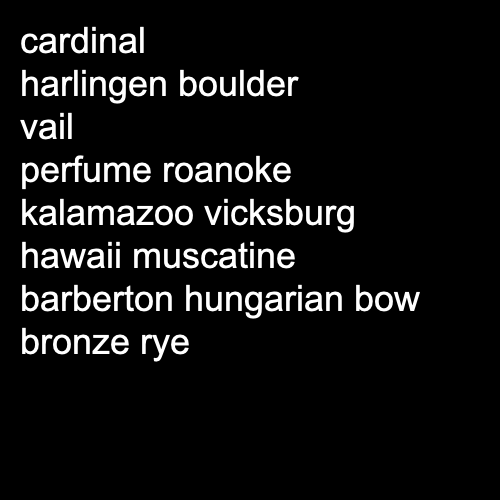 cardinal
harlingen boulder
vail
perfume roanoke
kalamazoo vicksburg
hawaii muscatine
barberton hungarian bow
bronze rye